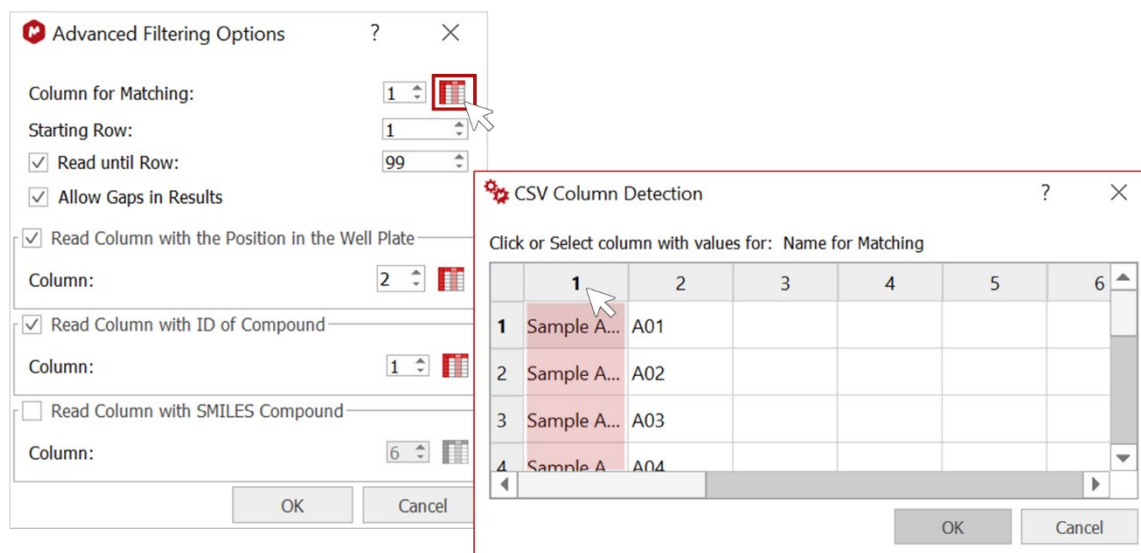 Advanced Filtering Options ?
Column for Matching: 1
Starting Row: 1
Read until Row: 99
Allow Gaps in Results
Read Column with the Position in the Well Plate
Column: 2
Read Column with ID of Compound
Column: 1
Read Column with SMILES Compound
Column: 6
OK Cancel
CSV Column Detection ?
Click or Select column with values for: Name for Matching
1 2 3 4 5 6
1 Sample A... A01
2 Sample A... A02
3 Sample A... A03
4 Sample A A04
OK Cancel